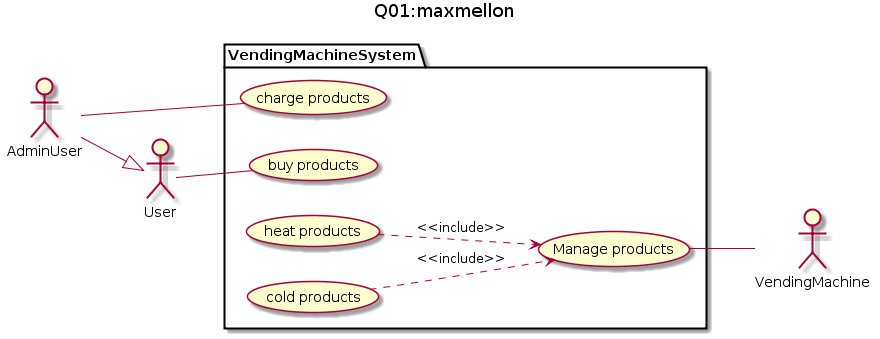 Q01:maxmellon
VendingMachineSystem
charge products
AdminUser
buy products
User
heat products
<<include>>
Manage products
<<include>>
cold products
VendingMachine